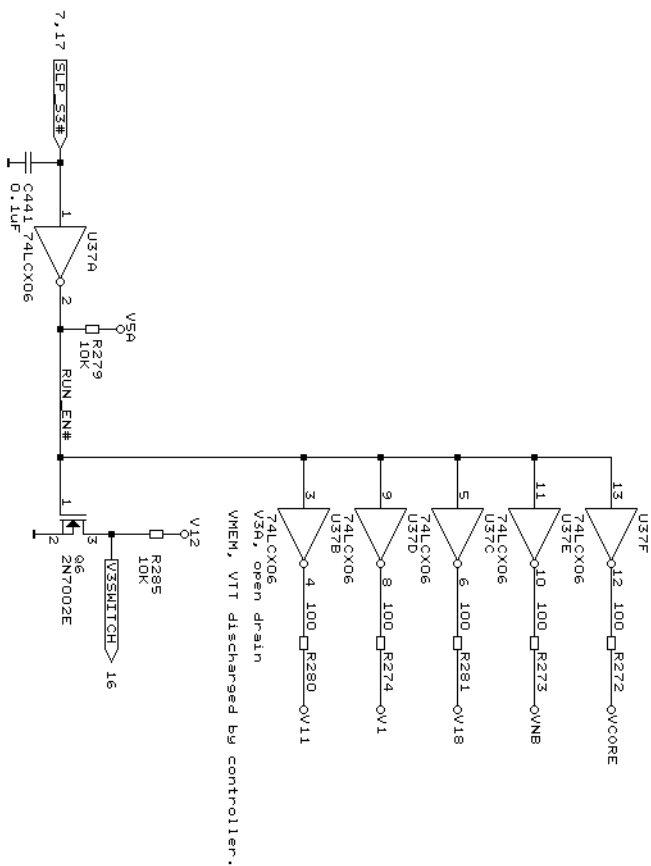 U37F
13 12 100 R272 VCORE
74LCX06
U37E
11 10 100 R273 VNB
74LCX06
U37C
5 6 100 R281 V18
74LCX06
U37D
9 8 100 R274 V1
74LCX06
U37B
3 4 100 R280 V11
74LCX06
V3A, open drain
VMEM, VTT discharged by controller.
V12
R285
10K
V5A
R279
10K
U37A
7,17 SLP_S3# 1 2 RUN_EN# 1 3 V3SWITCH 16
2
Q6
2N7002E
74LCX06
C441
0.1uF